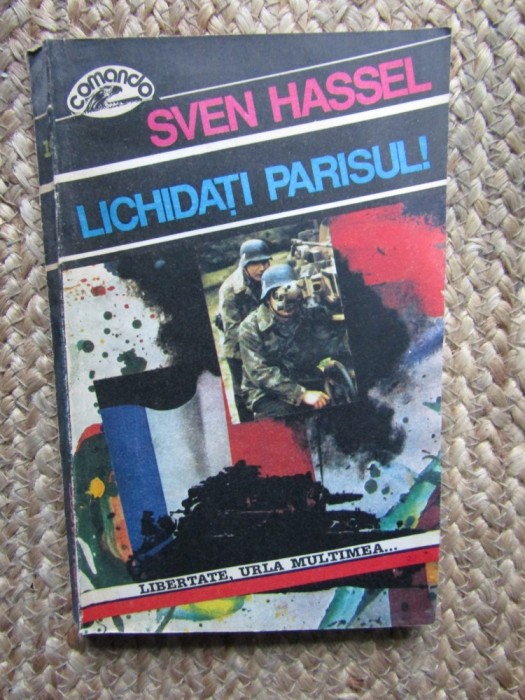 comando
SVEN HASSEL
LICHIDAȚI PARISUL!
LIBERTATE, URLA MULTIMEA...